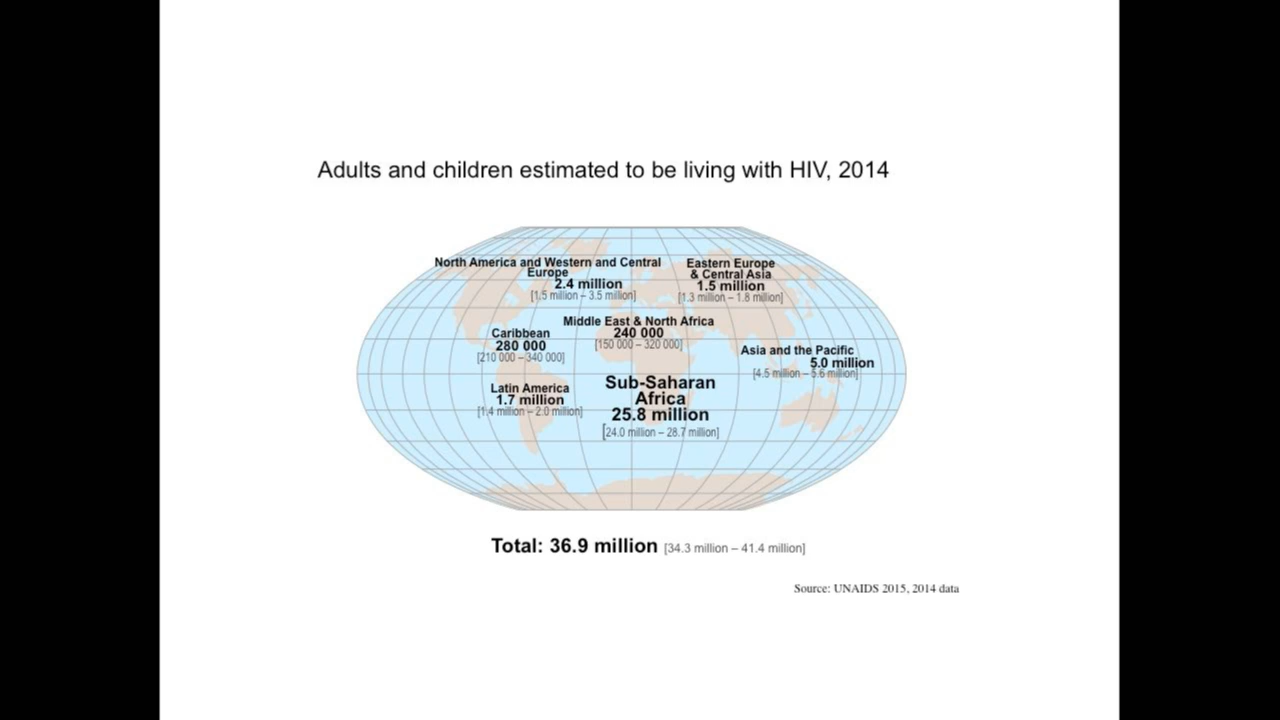 Adults and children estimated to be living with HIV, 2014
North America and Western and Central
Europe
2.4 million
[1.5 million – 3.5 million]
Eastern Europe
& Central Asia
1.5 million
[1.3 million – 1.8 million]
Middle East & North Africa
240 000
[150 000 – 320 000]
Caribbean
280 000
[210 000 – 340 000]
Asia and the Pacific
5.0 million
[4.5 million – 5.6 million]
Latin America
1.7 million
[1.4 million – 2.0 million]
Sub-Saharan
Africa
25.8 million
[24.0 million – 28.7 million]
Total: 36.9 million [34.3 million – 41.4 million]
Source: UNAIDS 2015, 2014 data